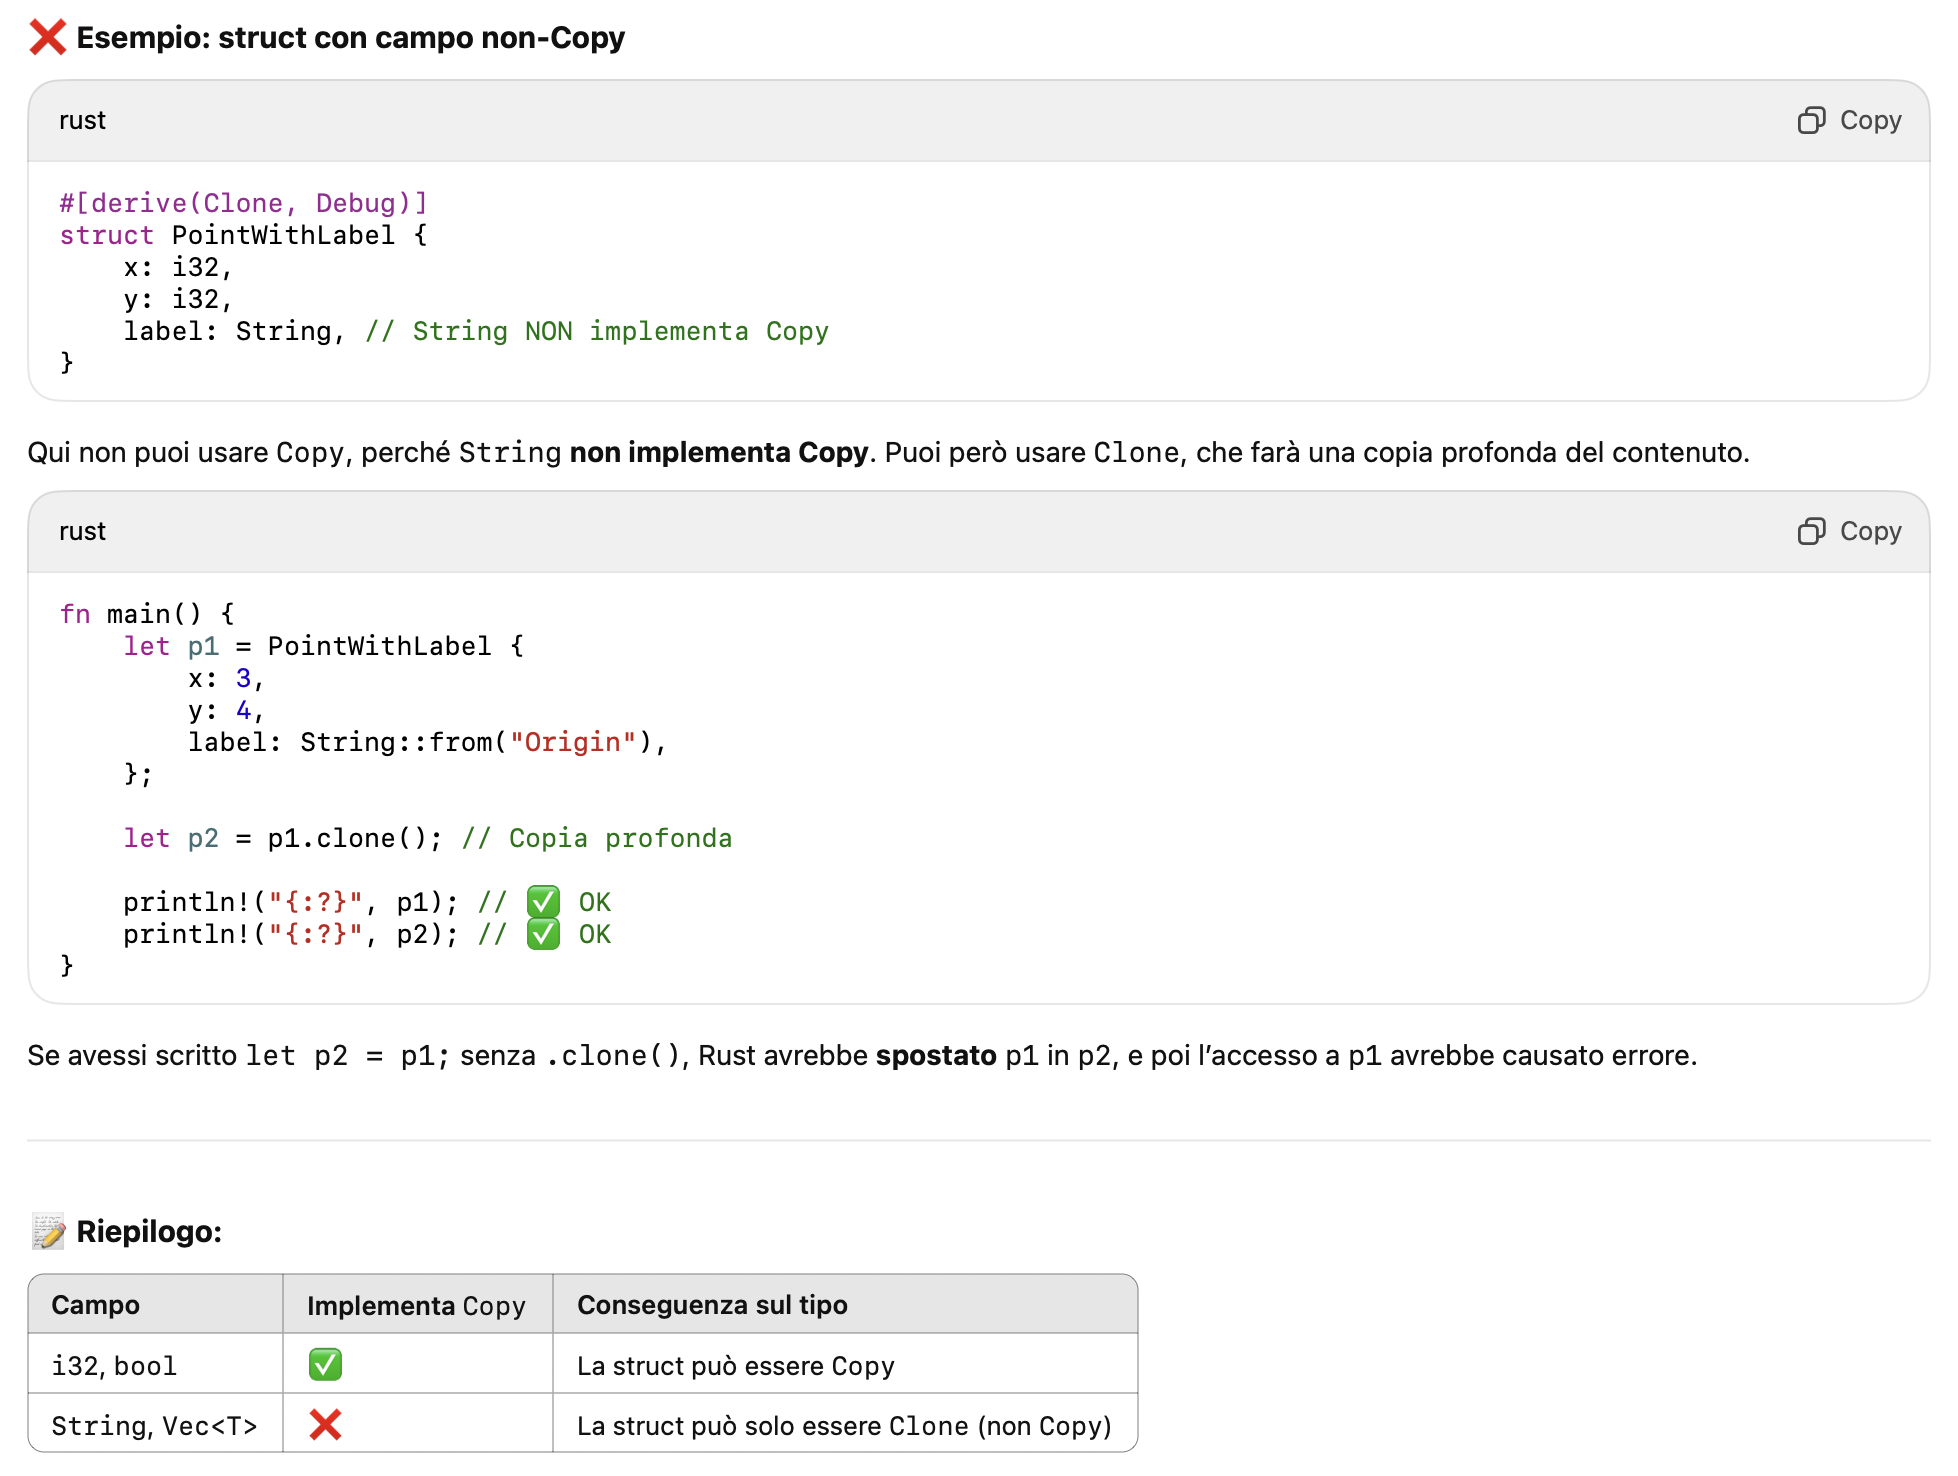 ❌ Esempio: struct con campo non-Copy
rust
Copy
#[derive(Clone, Debug)]
struct PointWithLabel {
    x: i32,
    y: i32,
    label: String, // String NON implementa Copy
}
Qui non puoi usare Copy, perché String non implementa Copy. Puoi però usare Clone, che farà una copia profonda del contenuto.
rust
Copy
fn main() {
    let p1 = PointWithLabel {
        x: 3,
        y: 4,
        label: String::from("Origin"),
    };
    let p2 = p1.clone(); // Copia profonda
    println!("{:?}", p1); // ✅ OK
    println!("{:?}", p2); // ✅ OK
}
Se avessi scritto let p2 = p1; senza .clone(), Rust avrebbe spostato p1 in p2, e poi l’accesso a p1 avrebbe causato errore.
📝 Riepilogo:
Campo Implementa Copy Conseguenza sul tipo
i32, bool ✅ La struct può essere Copy
String, Vec<T> ❌ La struct può solo essere Clone (non Copy)